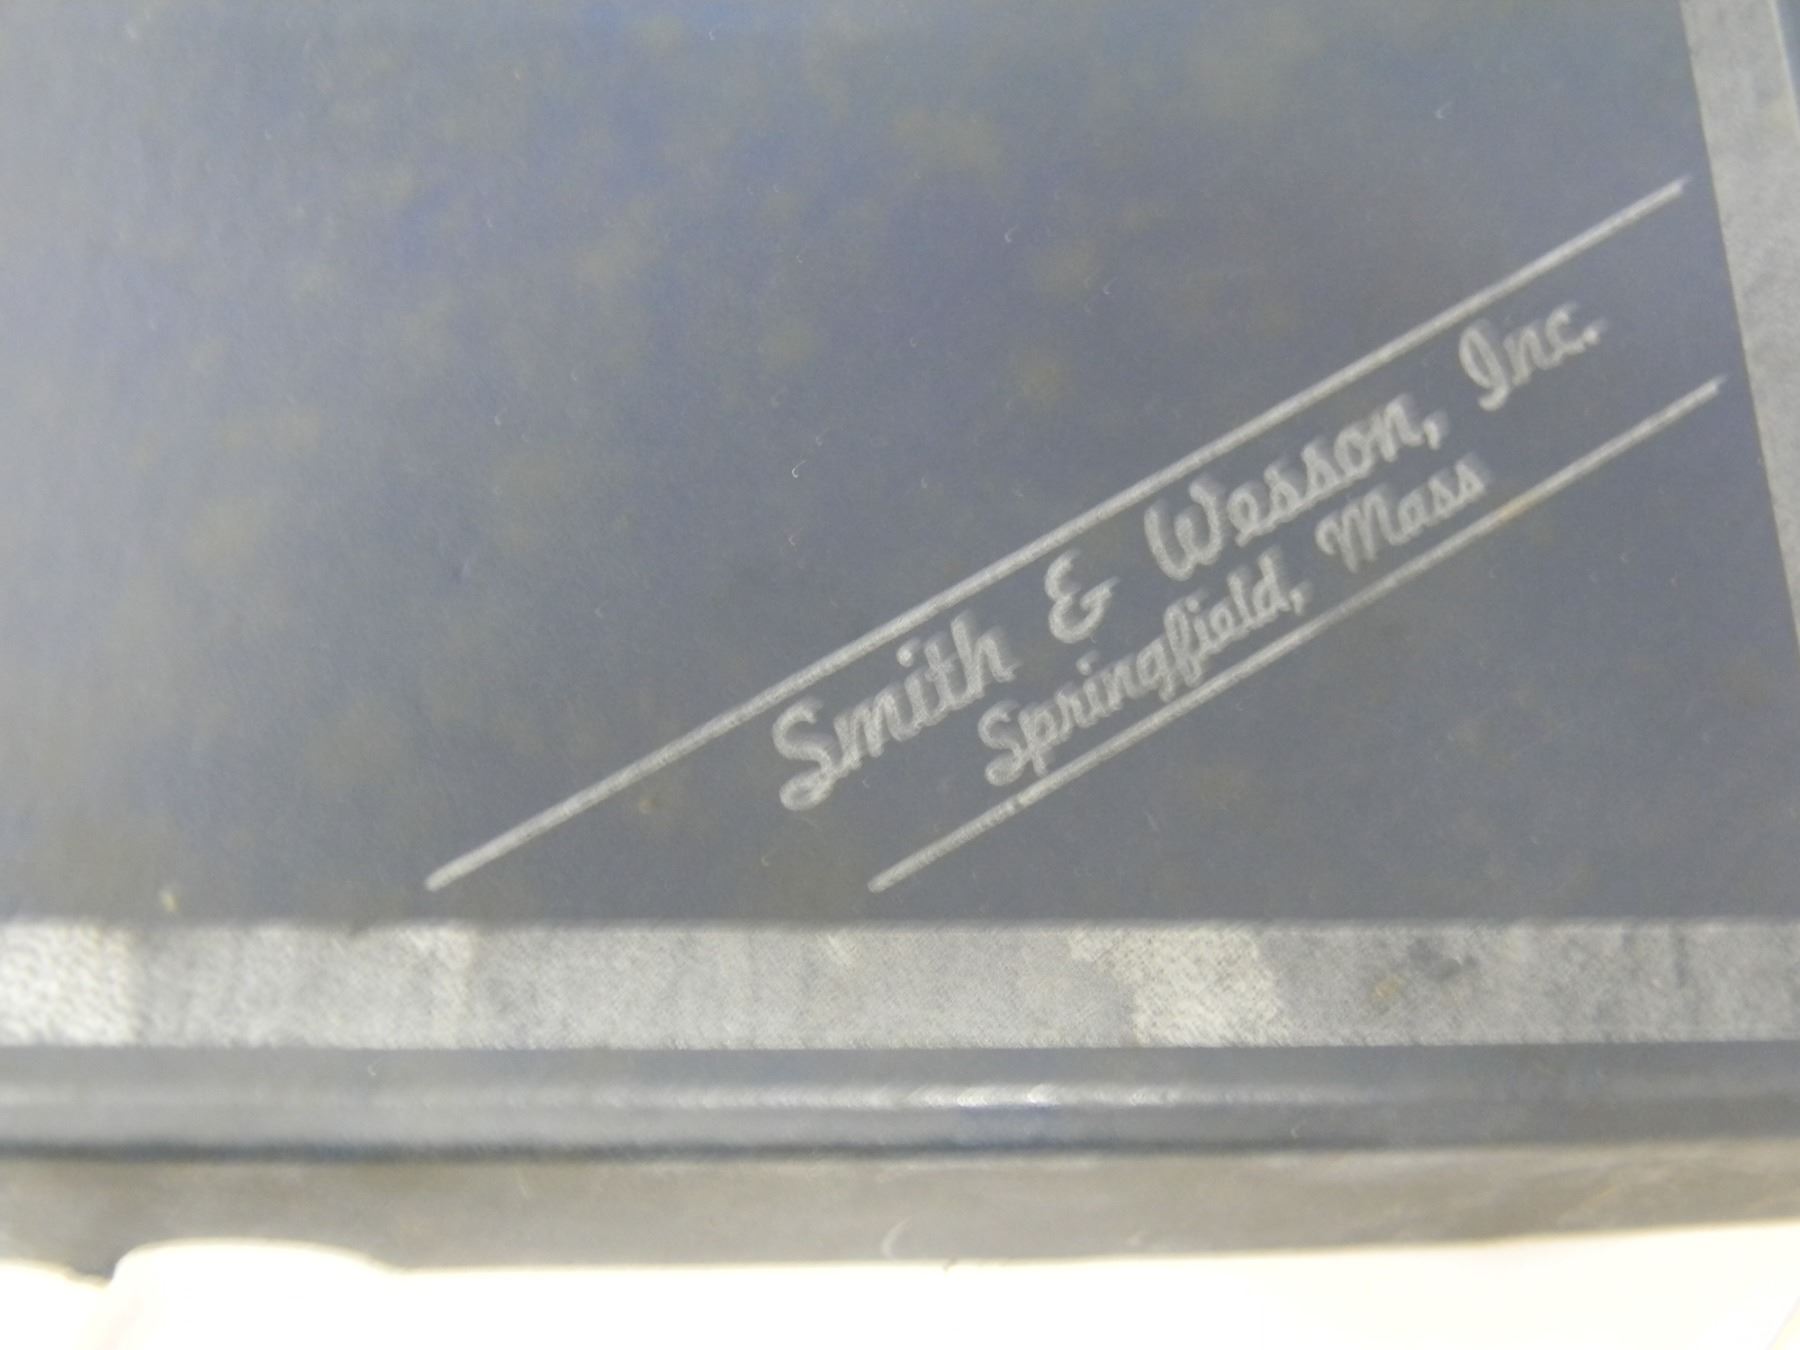 Smith & Wesson, Inc.
Springfield, Mass